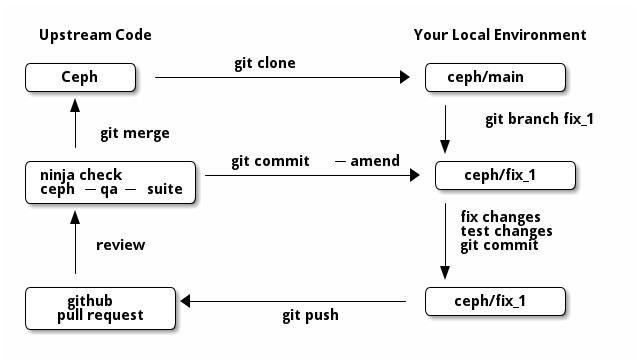 Upstream Code
Your Local Environment
git clone
Ceph
ceph/main
git branch fix_1
git merge
git commit — amend
ninja check
ceph — qa — suite
ceph/fix_1
fix changes
test changes
git commit
review
github
pull request
ceph/fix_1
git push